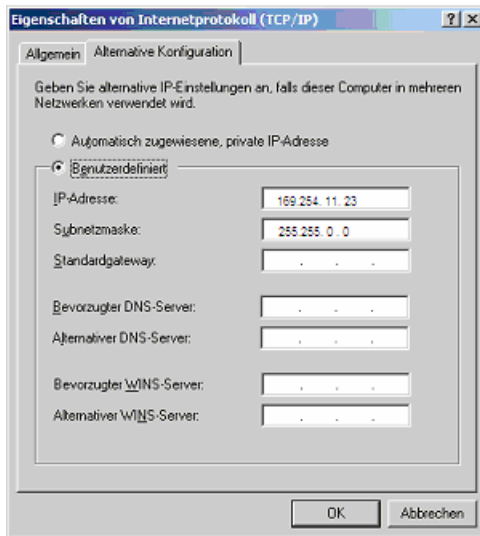 Eigenschaften von Internetprotokoll (TCP/IP)
Allgemein
Alternative Konfiguration
Geben Sie alternative IP-Einstellungen an, falls dieser Computer in mehreren
Netzwerken verwendet wird.
Automatisch zugewiesene, private IP-Adresse
Benutzerdefiniert
IP-Adresse: 169.254. 11. 23
Subnetzmaske: 255.255. 0 . 0
Standardgateway: . . .
Bevorzugter DNS-Server: . . .
Alternativer DNS-Server: . . .
Bevorzugter WINS-Server: . . .
Alternativer WINS-Server: . . .
OK
Abbrechen